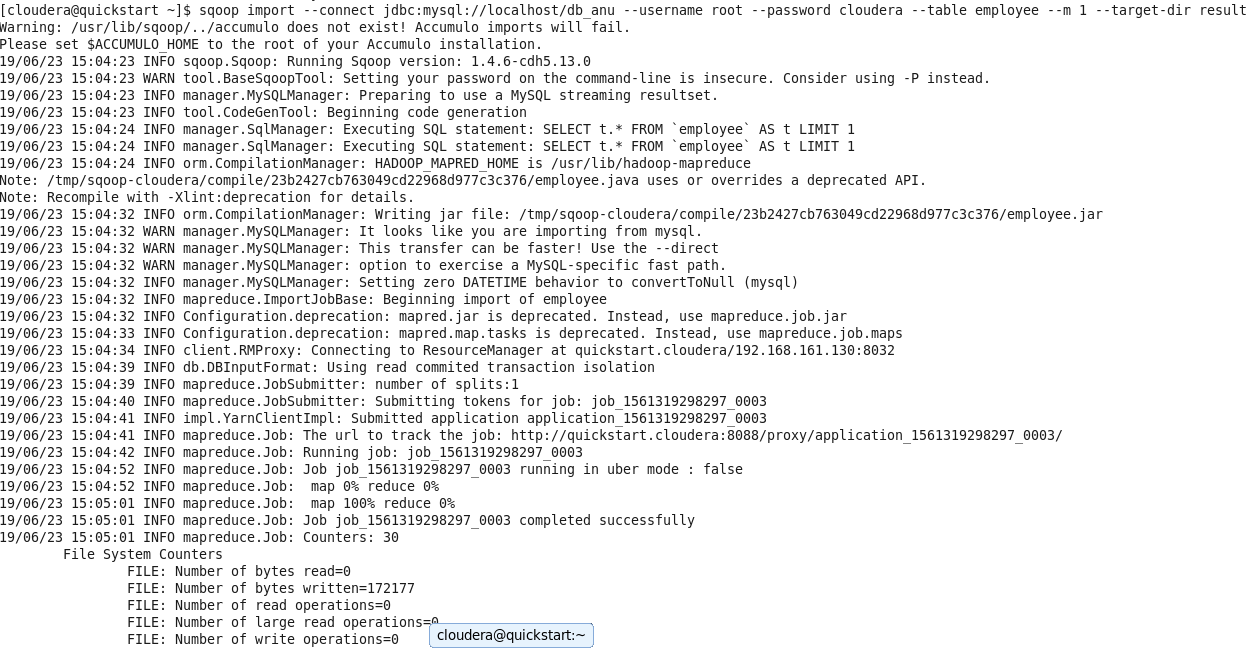 [cloudera@quickstart ~]$ sqoop import --connect jdbc:mysql://localhost/db_anu --username root --password cloudera --table employee --m 1 --target-dir result
Warning: /usr/lib/sqoop/../accumulo does not exist! Accumulo imports will fail.
Please set $ACCUMULO_HOME to the root of your Accumulo installation.
19/06/23 15:04:23 INFO sqoop.Sqoop: Running Sqoop version: 1.4.6-cdh5.13.0
19/06/23 15:04:23 WARN tool.BaseSqoopTool: Setting your password on the command-line is insecure. Consider using -P instead.
19/06/23 15:04:23 INFO manager.MySQLManager: Preparing to use a MySQL streaming resultset.
19/06/23 15:04:23 INFO tool.CodeGenTool: Beginning code generation
19/06/23 15:04:24 INFO manager.SqlManager: Executing SQL statement: SELECT t.* FROM `employee` AS t LIMIT 1
19/06/23 15:04:24 INFO manager.SqlManager: Executing SQL statement: SELECT t.* FROM `employee` AS t LIMIT 1
19/06/23 15:04:24 INFO orm.CompilationManager: HADOOP_MAPRED_HOME is /usr/lib/hadoop-mapreduce
Note: /tmp/sqoop-cloudera/compile/23b2427cb763049cd22968d977c3c376/employee.java uses or overrides a deprecated API.
Note: Recompile with -Xlint:deprecation for details.
19/06/23 15:04:32 INFO orm.CompilationManager: Writing jar file: /tmp/sqoop-cloudera/compile/23b2427cb763049cd22968d977c3c376/employee.jar
19/06/23 15:04:32 WARN manager.MySQLManager: It looks like you are importing from mysql.
19/06/23 15:04:32 WARN manager.MySQLManager: This transfer can be faster! Use the --direct
19/06/23 15:04:32 WARN manager.MySQLManager: option to exercise a MySQL-specific fast path.
19/06/23 15:04:32 INFO manager.MySQLManager: Setting zero DATETIME behavior to convertToNull (mysql)
19/06/23 15:04:32 INFO mapreduce.ImportJobBase: Beginning import of employee
19/06/23 15:04:32 INFO Configuration.deprecation: mapred.jar is deprecated. Instead, use mapreduce.job.jar
19/06/23 15:04:33 INFO Configuration.deprecation: mapred.map.tasks is deprecated. Instead, use mapreduce.job.maps
19/06/23 15:04:34 INFO client.RMProxy: Connecting to ResourceManager at quickstart.cloudera/192.168.161.130:8032
19/06/23 15:04:39 INFO db.DBInputFormat: Using read commited transaction isolation
19/06/23 15:04:39 INFO mapreduce.JobSubmitter: number of splits:1
19/06/23 15:04:40 INFO mapreduce.JobSubmitter: Submitting tokens for job: job_1561319298297_0003
19/06/23 15:04:41 INFO impl.YarnClientImpl: Submitted application application_1561319298297_0003
19/06/23 15:04:41 INFO mapreduce.Job: The url to track the job: http://quickstart.cloudera:8088/proxy/application_1561319298297_0003/
19/06/23 15:04:42 INFO mapreduce.Job: Running job: job_1561319298297_0003
19/06/23 15:04:52 INFO mapreduce.Job: Job job_1561319298297_0003 running in uber mode : false
19/06/23 15:04:52 INFO mapreduce.Job:  map 0% reduce 0%
19/06/23 15:05:01 INFO mapreduce.Job:  map 100% reduce 0%
19/06/23 15:05:01 INFO mapreduce.Job: Job job_1561319298297_0003 completed successfully
19/06/23 15:05:01 INFO mapreduce.Job: Counters: 30
File System Counters
FILE: Number of bytes read=0
FILE: Number of bytes written=172177
FILE: Number of read operations=0
FILE: Number of large read operations=0
FILE: Number of write operations=0
cloudera@quickstart:~